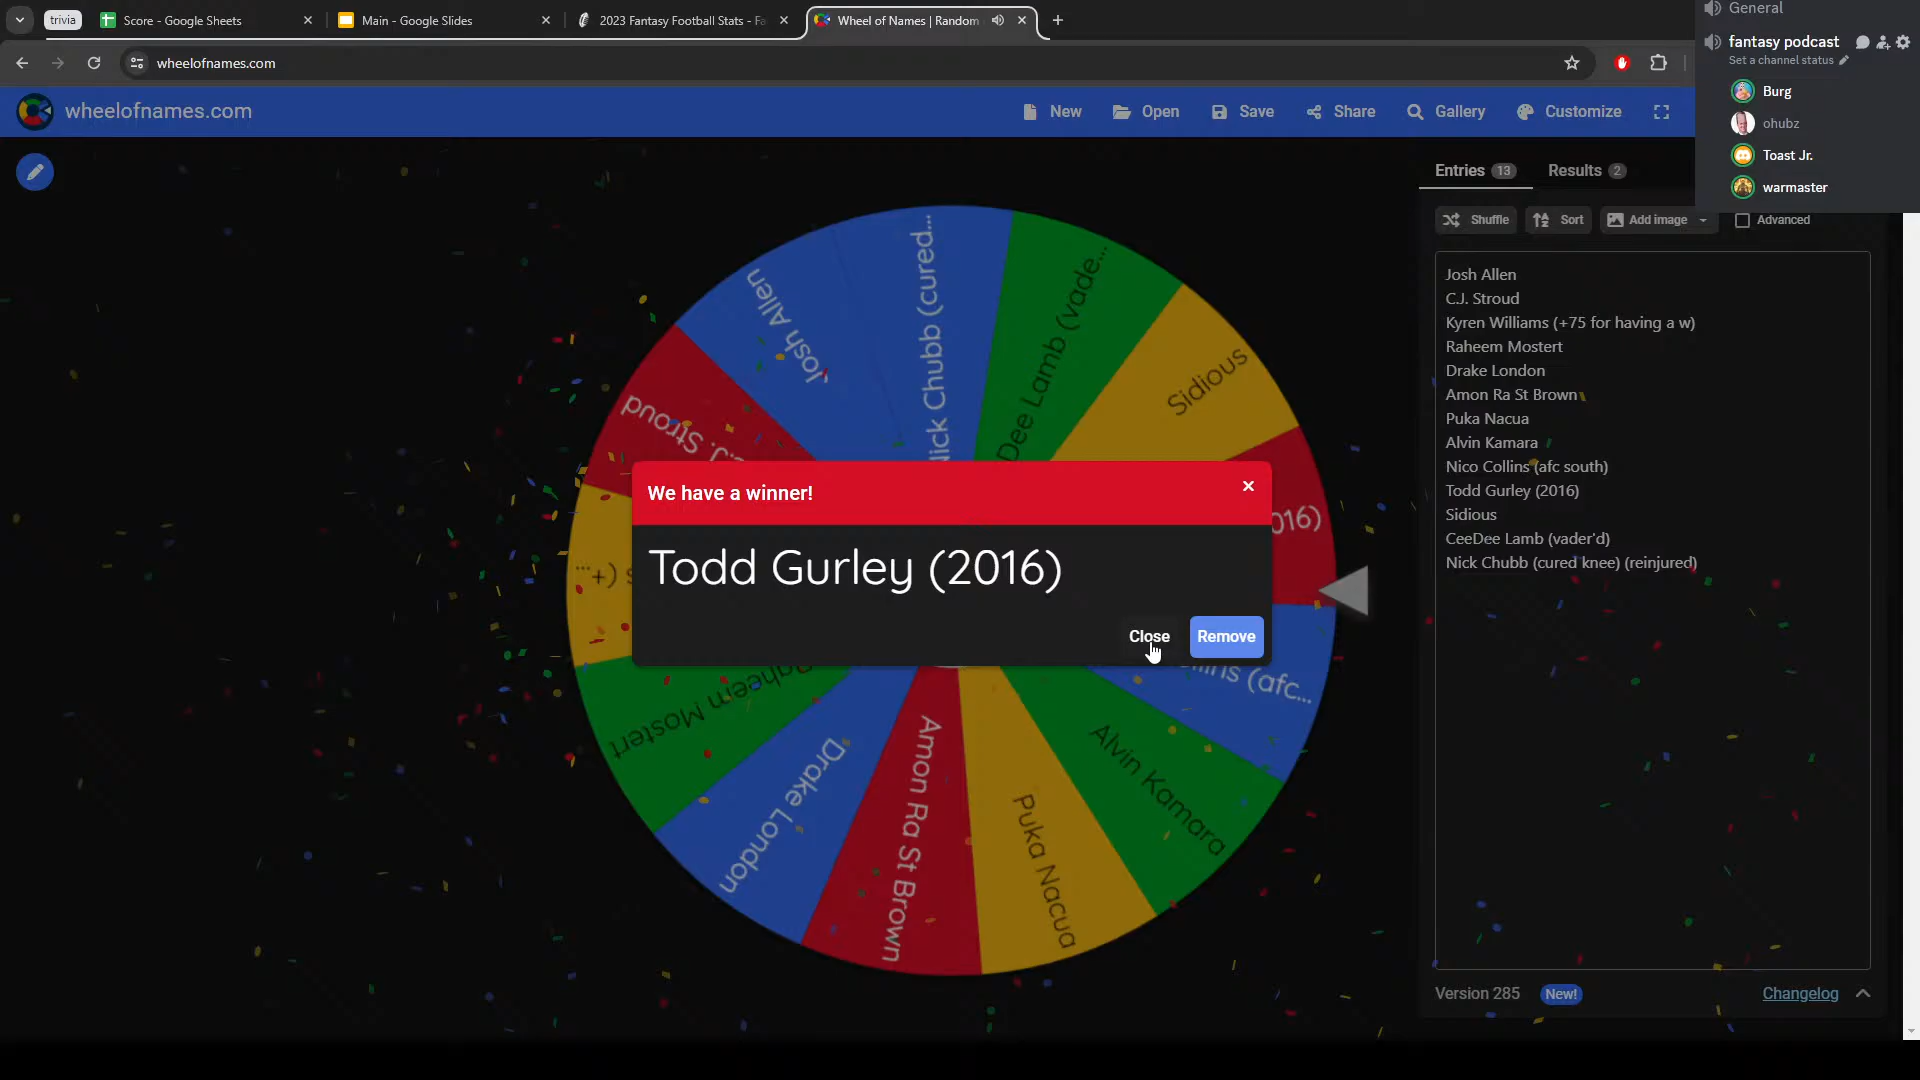 trivia
Score - Google Sheets
Main - Google Slides
2023 Fantasy Football Stats - Fa
Wheel of Names | Random
wheelofnames.com
wheelofnames.com
New
Open
Save
Share
Gallery
Customize
General
fantasy podcast
Set a channel status
Burg
ohubz
Toast Jr.
warmaster
Entries 13
Results 2
Shuffle
Sort
Add image
Advanced
Josh Allen
C.J. Stroud
Kyren Williams (+75 for having a w)
Raheem Mostert
Drake London
Amon Ra St Brown
Puka Nacua
Alvin Kamara
Nico Collins (afc south)
Todd Gurley (2016)
Sidious
CeeDee Lamb (vader'd)
Nick Chubb (cured knee) (reinjured)
Josh Allen
Nick Chubb (cured...
Dee Lamb (vade...
Sidious
016)
(afc...
Alvin Kamara
Puka Nacua
Amon Ra St Brown
Drake London
Raheem Mostert
s (+...
C.J. Stroud
We have a winner!
Todd Gurley (2016)
Close
Remove
Version 285
New!
Changelog